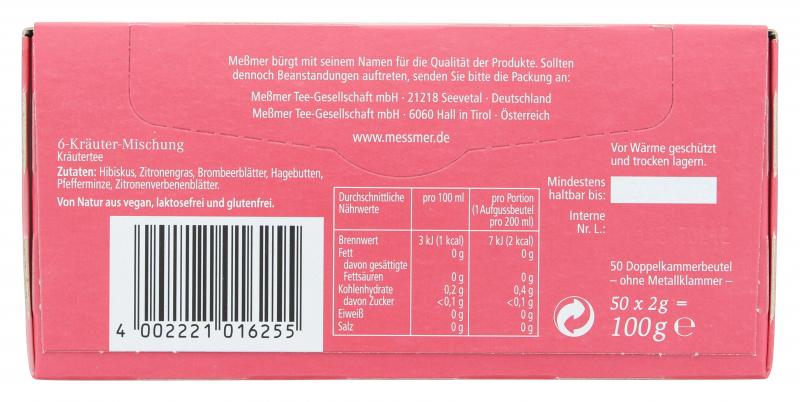 Meßmer bürgt mit seinem Namen für die Qualität der Produkte. Sollten
dennoch Beanstandungen auftreten, senden Sie bitte die Packung an:
Meßmer Tee-Gesellschaft mbH · 21218 Seevetal · Deutschland
Meßmer Tee-Gesellschaft mbH · 6060 Hall in Tirol · Österreich
www.messmer.de
6-Kräuter-Mischung
Kräutertee
Zutaten: Hibiskus, Zitronengras, Brombeerblätter, Hagebutten,
Pfefferminze, Zitronenverbenenblätter.
Von Natur aus vegan, laktosefrei und glutenfrei.
4 002221 016255
Durchschnittliche Nährwerte pro 100 ml pro Portion (1 Aufgussbeutel pro 200 ml)
Brennwert 3 kJ (1 kcal) 7 kJ (2 kcal)
Fett 0 g 0 g
davon gesättigte
Fettsäuren 0 g 0 g
Kohlenhydrate 0,2 g 0,4 g
davon Zucker <0,1 g <0,1 g
Eiweiß 0 g 0 g
Salz 0 g 0 g
Vor Wärme geschützt
und trocken lagern.
Mindestens
haltbar bis:
Interne
Nr. L.:
50 Doppelkammerbeutel
– ohne Metallklammer –
50 x 2g =
100g ℮